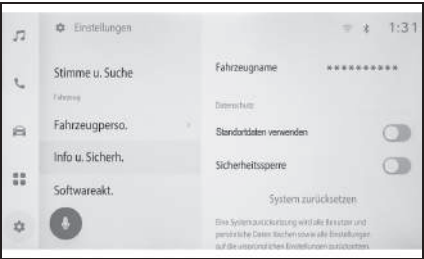 Einstellungen
1:31
Stimme u. Suche
Fahrzeug
Fahrzeugperso.
Info u. Sicherh.
Softwareakt.
Fahrzeugname
**********
Datenschutz
Standortdaten verwenden
Sicherheitssperre
System zurücksetzen
Eine Systemzurücksetzung wird alle Benutzer und
persönliche Daten löschen sowie alle Einstellungen
auf die ursprünglichen Einstellungen zurücksetzen.